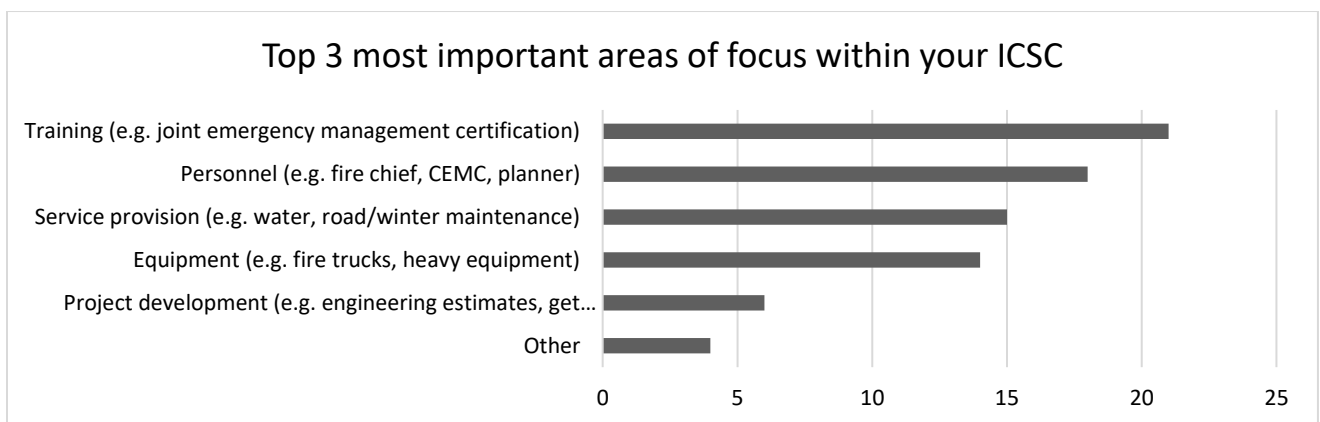 Top 3 most important areas of focus within your ICSC
Training (e.g. joint emergency management certification)
Personnel (e.g. fire chief, CEMC, planner)
Service provision (e.g. water, road/winter maintenance)
Equipment (e.g. fire trucks, heavy equipment)
Project development (e.g. engineering estimates, get...
Other
0 5 10 15 20 25